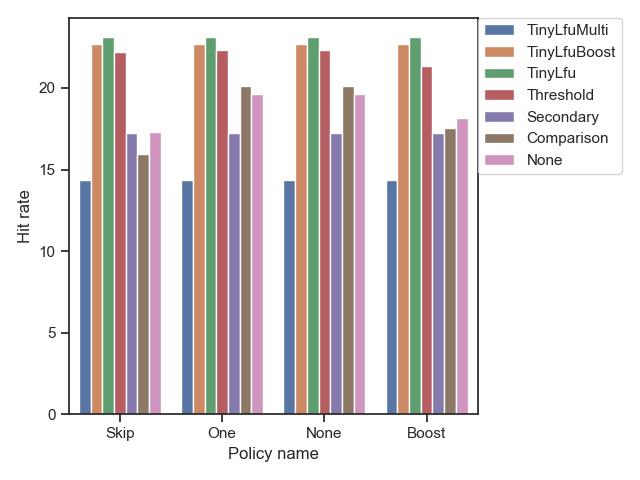 TinyLfuMulti
TinyLfuBoost
TinyLfu
Threshold
Secondary
Comparison
None
20
15
10
5
0
Hit rate
Skip One None Boost
Policy name